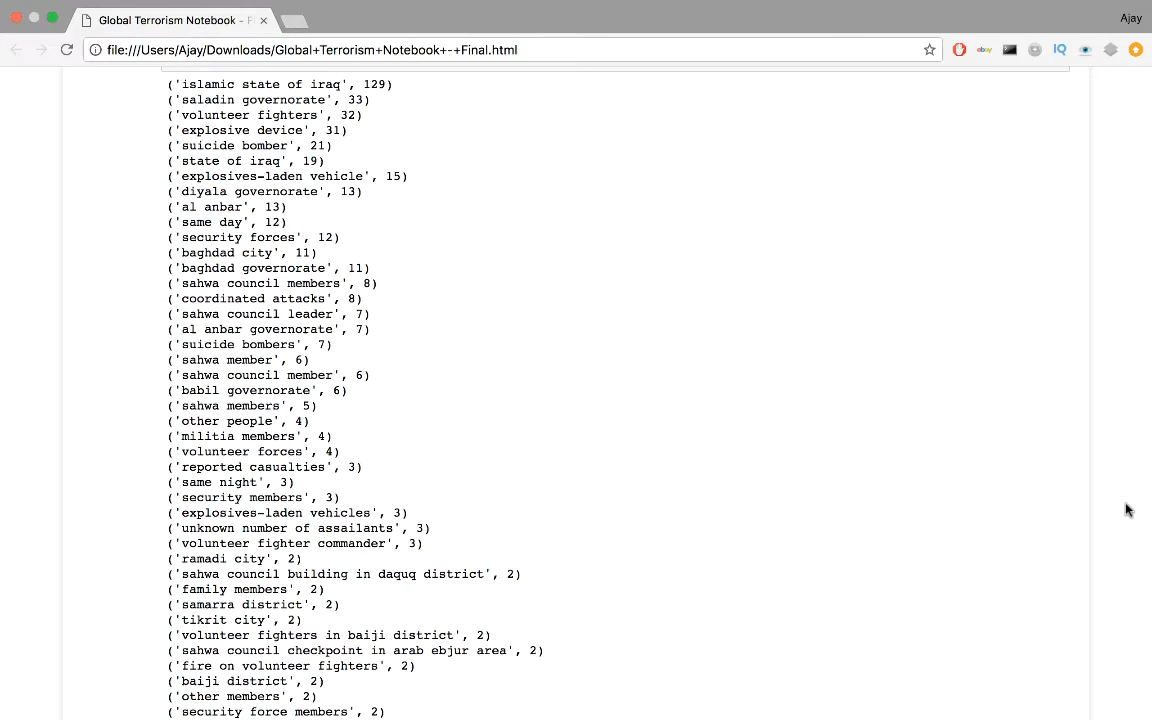 Global Terrorism Notebook - F
Ajay
file:///Users/Ajay/Downloads/Global+Terrorism+Notebook+-+Final.html
ebay
IQ
('islamic state of iraq', 129)
('saladin governorate', 33)
('volunteer fighters', 32)
('explosive device', 31)
('suicide bomber', 21)
('state of iraq', 19)
('explosives-laden vehicle', 15)
('diyala governorate', 13)
('al anbar', 13)
('same day', 12)
('security forces', 12)
('baghdad city', 11)
('baghdad governorate', 11)
('sahwa council members', 8)
('coordinated attacks', 8)
('sahwa council leader', 7)
('al anbar governorate', 7)
('suicide bombers', 7)
('sahwa member', 6)
('sahwa council member', 6)
('babil governorate', 6)
('sahwa members', 5)
('other people', 4)
('militia members', 4)
('volunteer forces', 4)
('reported casualties', 3)
('same night', 3)
('security members', 3)
('explosives-laden vehicles', 3)
('unknown number of assailants', 3)
('volunteer fighter commander', 3)
('ramadi city', 2)
('sahwa council building in daquq district', 2)
('family members', 2)
('samarra district', 2)
('tikrit city', 2)
('volunteer fighters in baiji district', 2)
('sahwa council checkpoint in arab ebjur area', 2)
('fire on volunteer fighters', 2)
('baiji district', 2)
('other members', 2)
('security force members', 2)